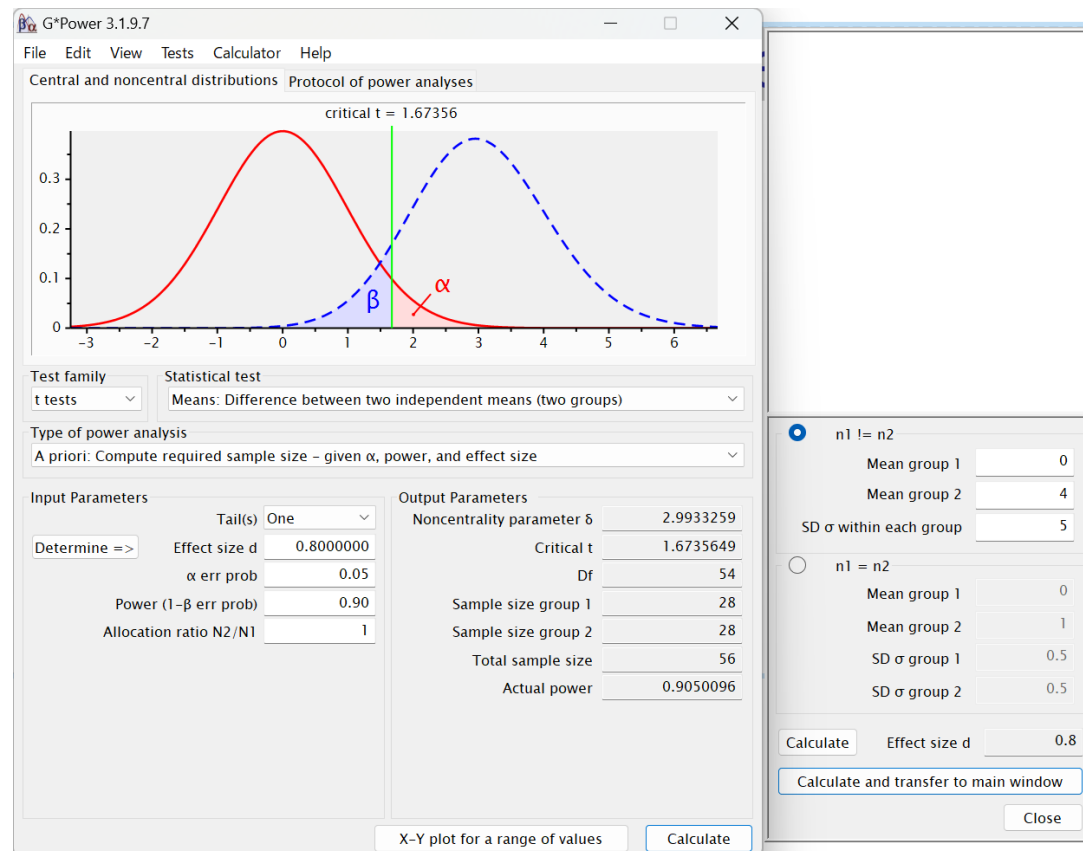 G*Power 3.1.9.7
File Edit View Tests Calculator Help
Central and noncentral distributions Protocol of power analyses
critical t = 1.67356
0.3
0.2
0.1
0
β
α
-3 -2 -1 0 1 2 3 4 5 6
Test family Statistical test
t tests Means: Difference between two independent means (two groups)
Type of power analysis
A priori: Compute required sample size – given α, power, and effect size
Input Parameters
Tail(s) One
Determine => Effect size d 0.8000000
α err prob 0.05
Power (1-β err prob) 0.90
Allocation ratio N2/N1 1
Output Parameters
Noncentrality parameter δ 2.9933259
Critical t 1.6735649
Df 54
Sample size group 1 28
Sample size group 2 28
Total sample size 56
Actual power 0.9050096
X-Y plot for a range of values Calculate
n1 != n2
Mean group 1 0
Mean group 2 4
SD σ within each group 5
n1 = n2
Mean group 1 0
Mean group 2 1
SD σ group 1 0.5
SD σ group 2 0.5
Calculate Effect size d 0.8
Calculate and transfer to main window
Close